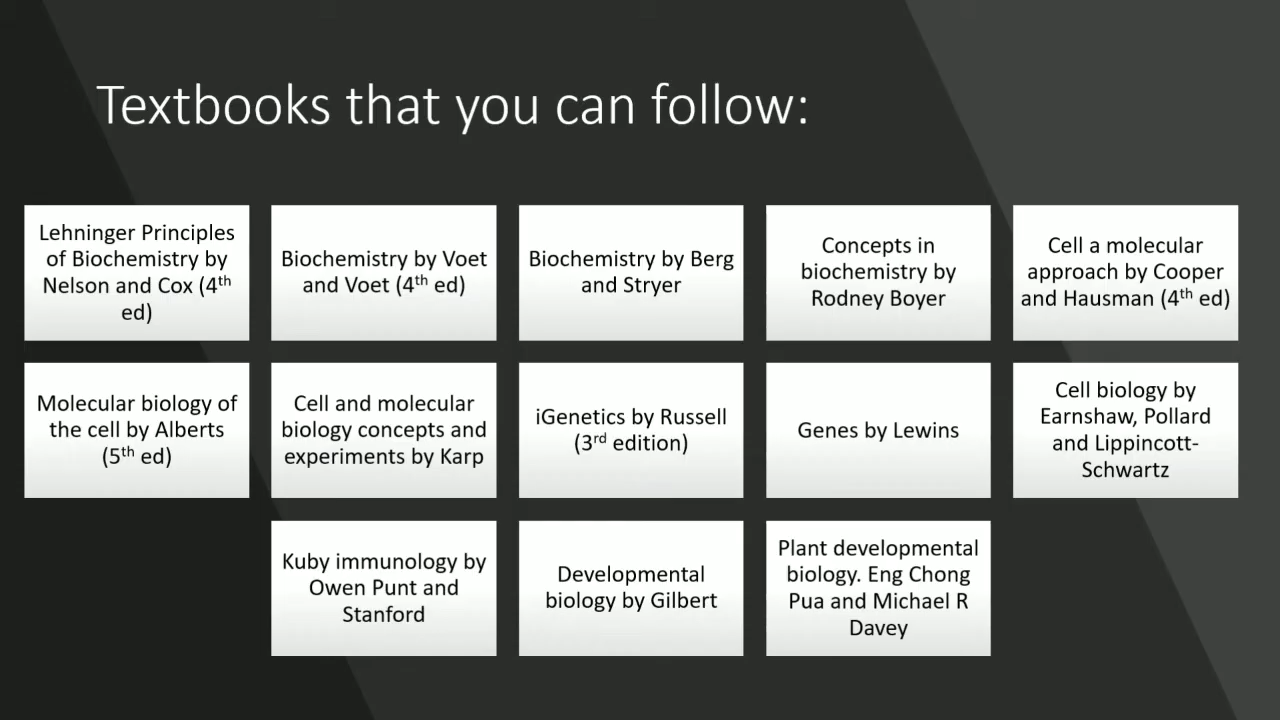 Textbooks that you can follow:
Lehninger Principles
of Biochemistry by
Nelson and Cox (4th
ed)
Biochemistry by Voet
and Voet (4th ed)
Biochemistry by Berg
and Stryer
Concepts in
biochemistry by
Rodney Boyer
Cell a molecular
approach by Cooper
and Hausman (4th ed)
Molecular biology of
the cell by Alberts
(5th ed)
Cell and molecular
biology concepts and
experiments by Karp
iGenetics by Russell
(3rd edition)
Genes by Lewins
Cell biology by
Earnshaw, Pollard
and Lippincott-
Schwartz
Kuby immunology by
Owen Punt and
Stanford
Developmental
biology by Gilbert
Plant developmental
biology. Eng Chong
Pua and Michael R
Davey